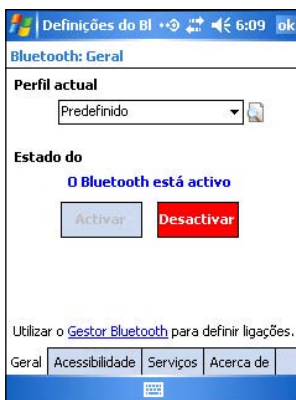 Definições do Bl 6:09 ok
Bluetooth: Geral
Perfil actual
Predefinido
Estado do
O Bluetooth está activo
Activar Desactivar
Utilizar o Gestor Bluetooth para definir ligações.
Geral Acessibilidade Serviços Acerca de